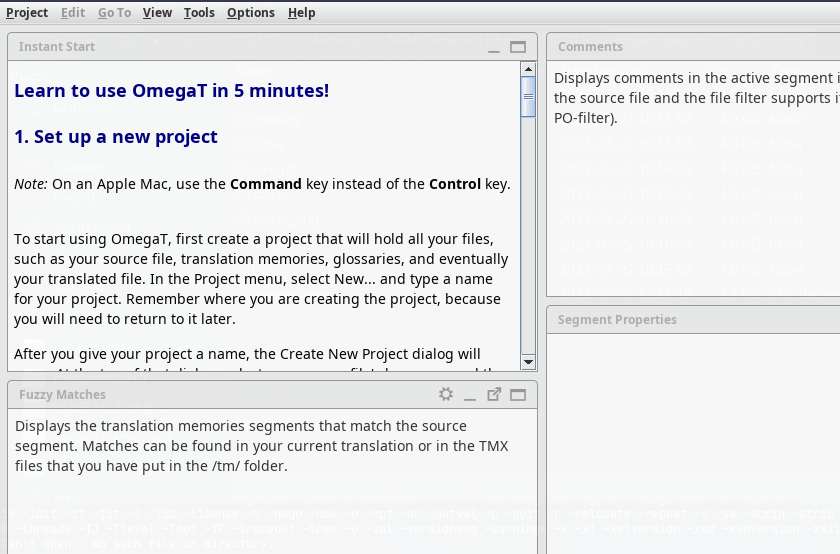 Project Edit Go To View Tools Options Help
Instant Start
Learn to use OmegaT in 5 minutes!
1. Set up a new project
Note: On an Apple Mac, use the Command key instead of the Control key.
To start using OmegaT, first create a project that will hold all your files,
such as your source file, translation memories, glossaries, and eventually
your translated file. In the Project menu, select New... and type a name
for your project. Remember where you are creating the project, because
you will need to return to it later.
After you give your project a name, the Create New Project dialog will
Comments
Displays comments in the active segment i
the source file and the file filter supports i
PO-filter).
Segment Properties
Fuzzy Matches
Displays the translation memories segments that match the source
segment. Matches can be found in your current translation or in the TMX
files that you have put in the /tm/ folder.